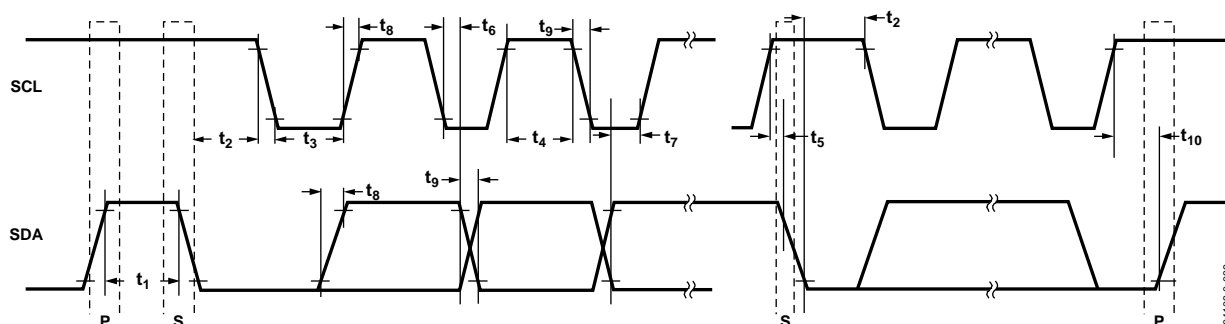 t8 t6 t9 t2
SCL
t2 t3 t4 t7 t5 t10
t9 t8
SDA
t1
P S S P